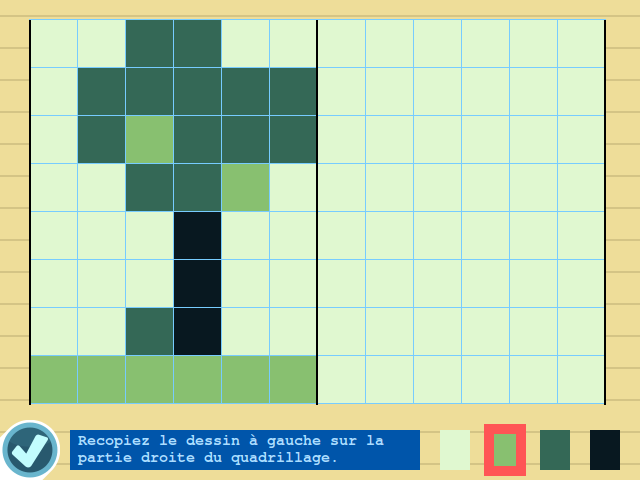 Recopiez le dessin à gauche sur la
partie droite du quadrillage.